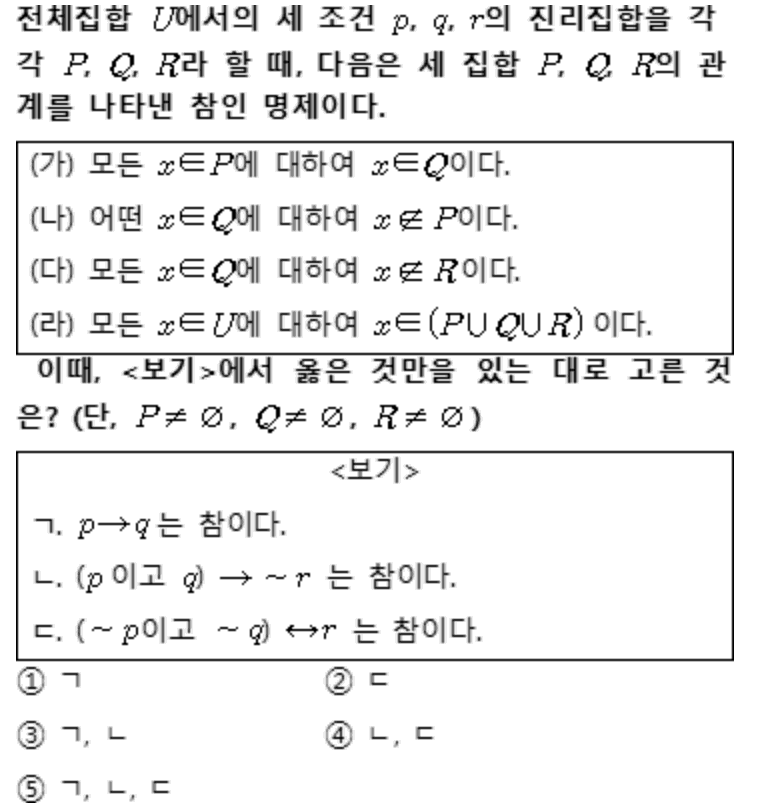 전체집합 U에서의 세 조건 p, q, r의 진리집합을 각
각 P, Q, R라 할 때, 다음은 세 집합 P, Q, R의 관
계를 나타낸 참인 명제이다.
(가) 모든 x∈P에 대하여 x∈Q이다.
(나) 어떤 x∈Q에 대하여 x∉P이다.
(다) 모든 x∈Q에 대하여 x∉R이다.
(라) 모든 x∈U에 대하여 x∈(P∪Q∪R) 이다.
이때, <보기>에서 옳은 것만을 있는 대로 고른 것
은? (단, P≠∅, Q≠∅, R≠∅)
<보기>
ㄱ. p→q는 참이다.
ㄴ. (p이고 q) → ~r 는 참이다.
ㄷ. (~p이고 ~q) ↔r 는 참이다.
① ㄱ ② ㄷ
③ ㄱ, ㄴ ④ ㄴ, ㄷ
⑤ ㄱ, ㄴ, ㄷ